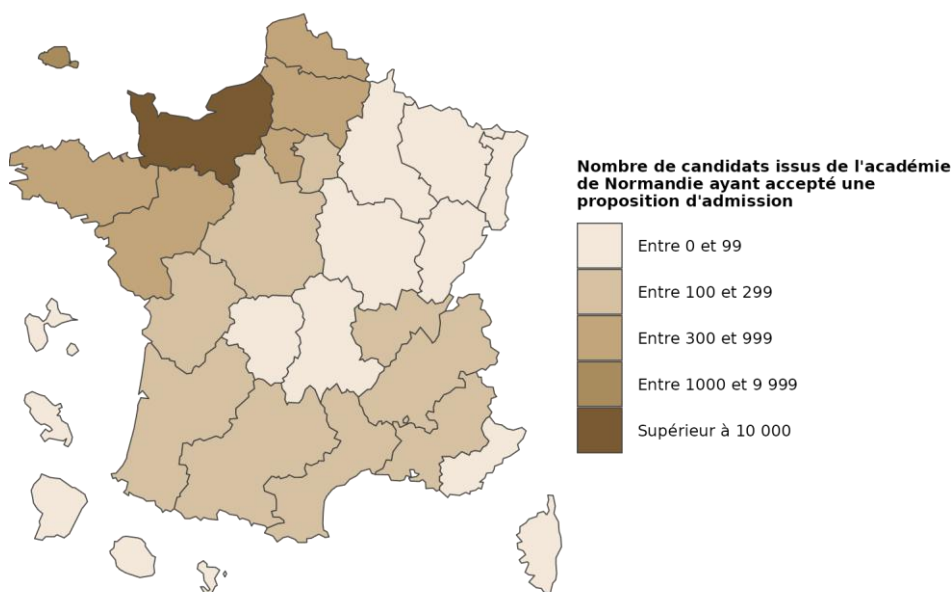 Nombre de candidats issus de l'académie
de Normandie ayant accepté une
proposition d'admission
Entre 0 et 99
Entre 100 et 299
Entre 300 et 999
Entre 1000 et 9 999
Supérieur à 10 000